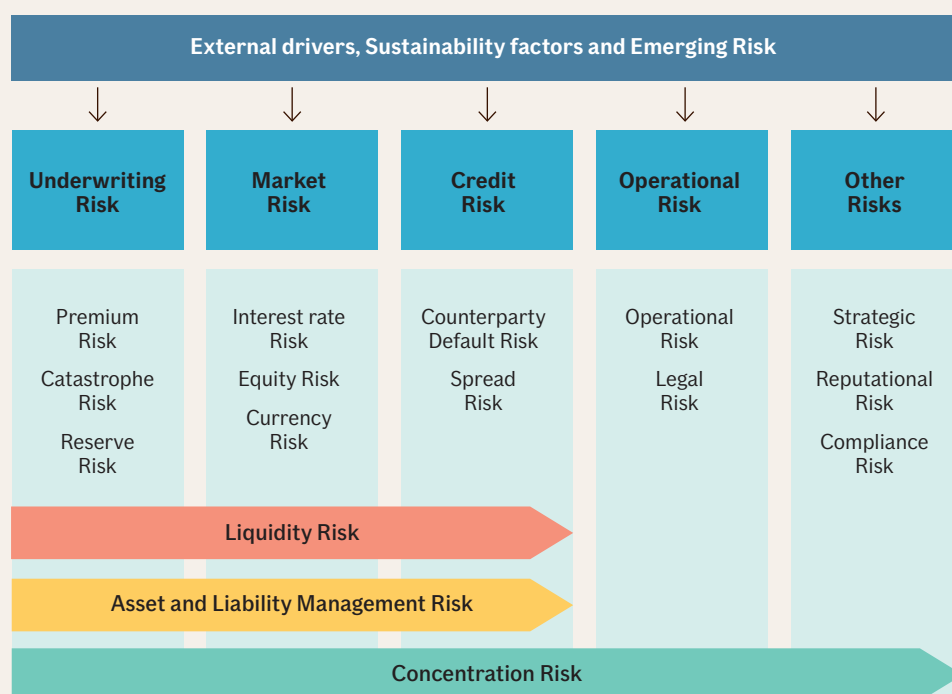 External drivers, Sustainability factors and Emerging Risk
Underwriting
Risk
Market
Risk
Credit
Risk
Operational
Risk
Other
Risks
Premium
Risk
Catastrophe
Risk
Reserve
Risk
Interest rate
Risk
Equity Risk
Currency
Risk
Counterparty
Default Risk
Spread
Risk
Operational
Risk
Legal
Risk
Strategic
Risk
Reputational
Risk
Compliance
Risk
Liquidity Risk
Asset and Liability Management Risk
Concentration Risk